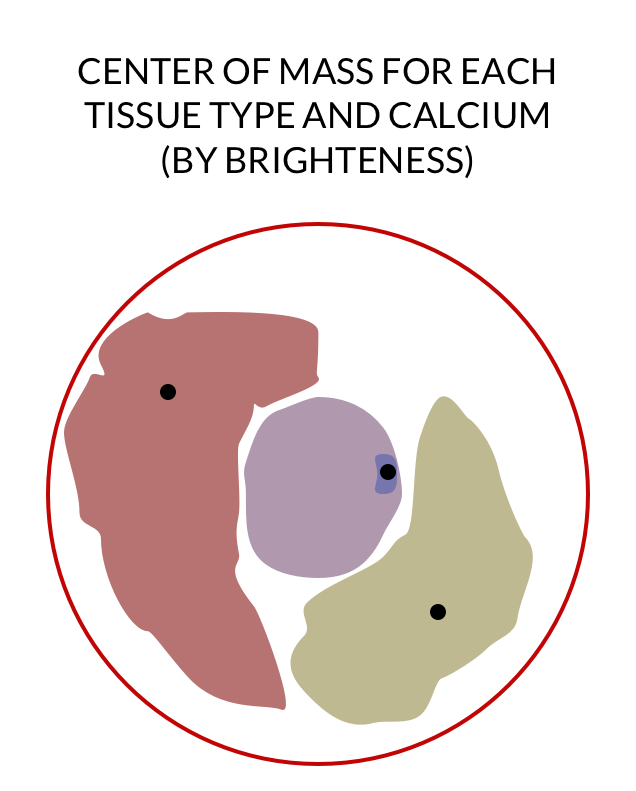 CENTER OF MASS FOR EACH
TISSUE TYPE AND CALCIUM
(BY BRIGHTENESS)